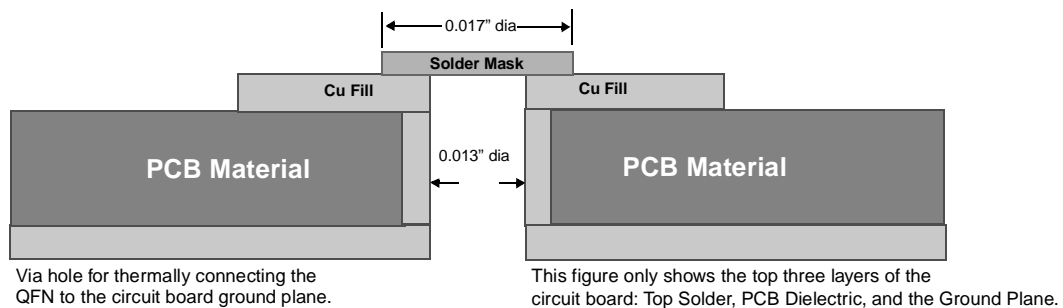 0.017” dia
Solder Mask
Cu Fill
Cu Fill
PCB Material
0.013” dia
PCB Material
Via hole for thermally connecting the
QFN to the circuit board ground plane.
This figure only shows the top three layers of the
circuit board: Top Solder, PCB Dielectric, and the Ground Plane.